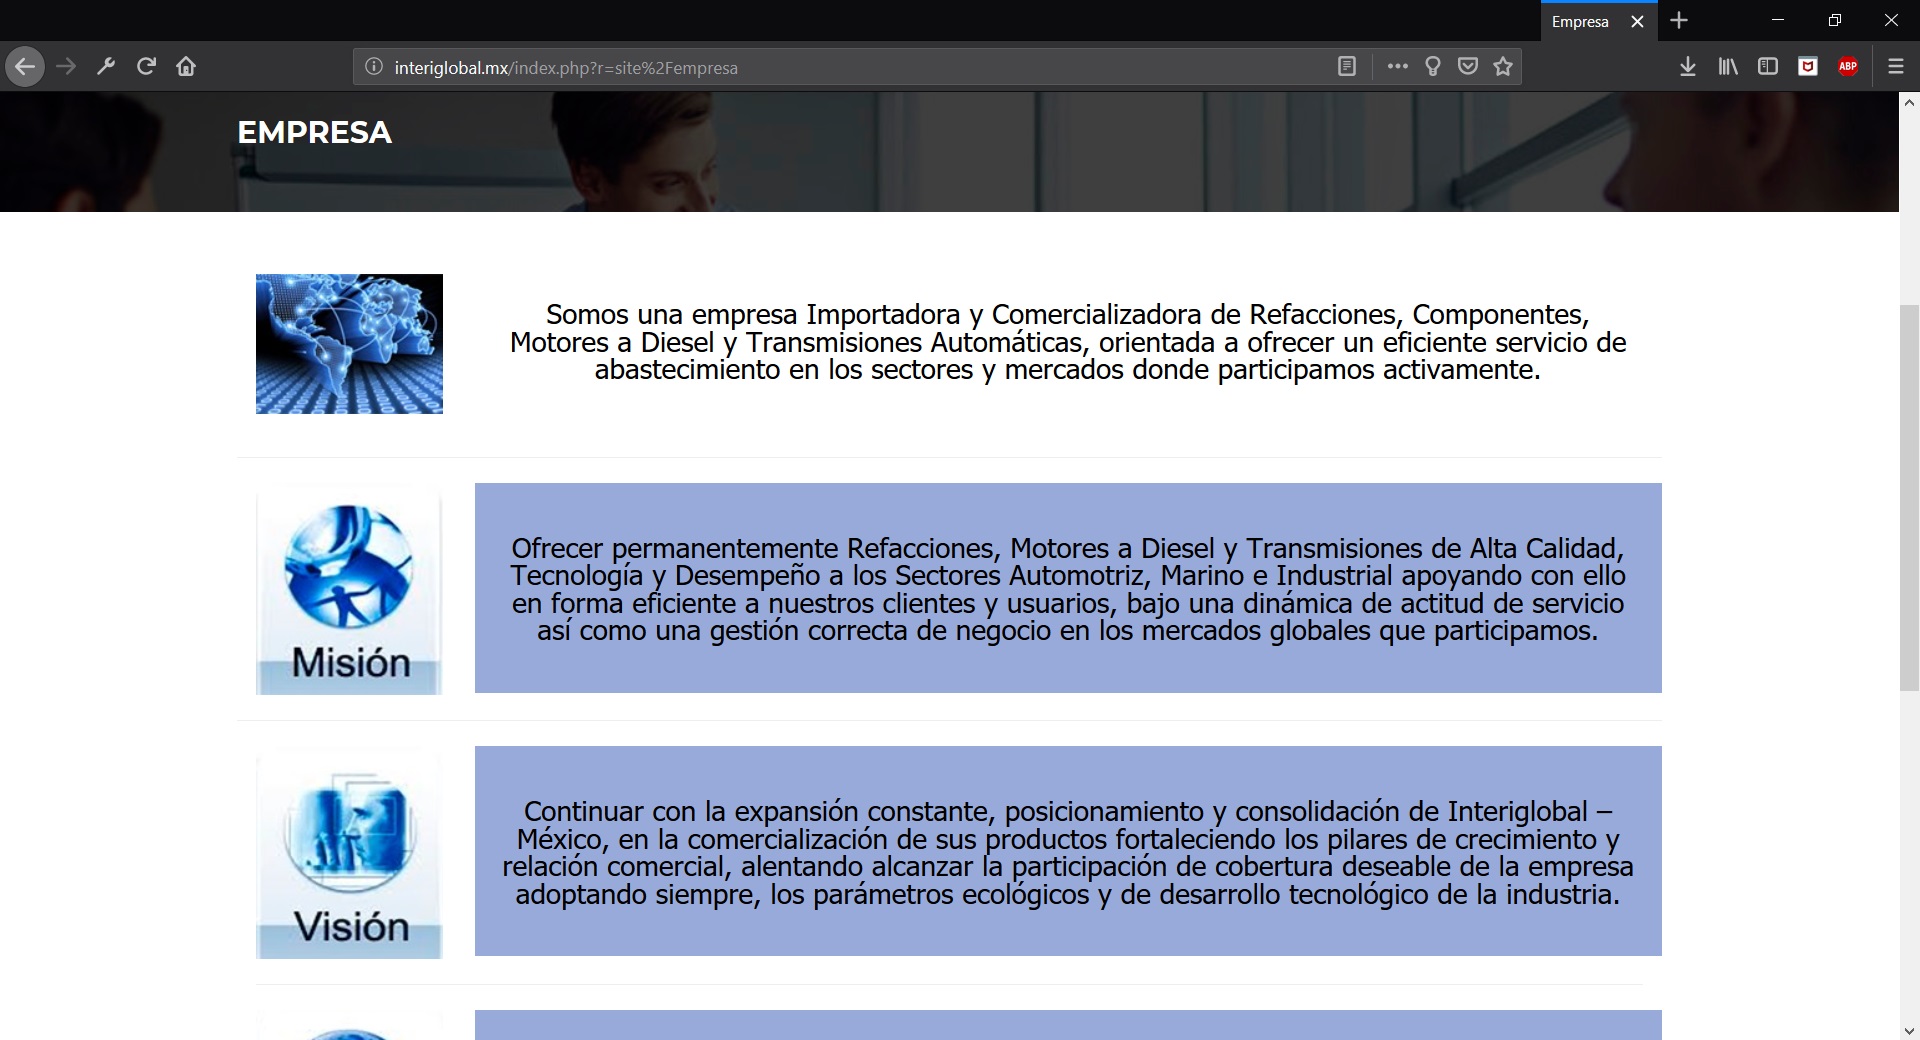 Empresa
interiglobal.mx/index.php?r=site%2Fempresa
ABP
EMPRESA
Somos una empresa Importadora y Comercializadora de Refacciones, Componentes,
Motores a Diesel y Transmisiones Automáticas, orientada a ofrecer un eficiente servicio de
abastecimiento en los sectores y mercados donde participamos activamente.
Misión
Ofrecer permanentemente Refacciones, Motores a Diesel y Transmisiones de Alta Calidad,
Tecnología y Desempeño a los Sectores Automotriz, Marino e Industrial apoyando con ello
en forma eficiente a nuestros clientes y usuarios, bajo una dinámica de actitud de servicio
así como una gestión correcta de negocio en los mercados globales que participamos.
Visión
Continuar con la expansión constante, posicionamiento y consolidación de Interiglobal –
México, en la comercialización de sus productos fortaleciendo los pilares de crecimiento y
relación comercial, alentando alcanzar la participación de cobertura deseable de la empresa
adoptando siempre, los parámetros ecológicos y de desarrollo tecnológico de la industria.